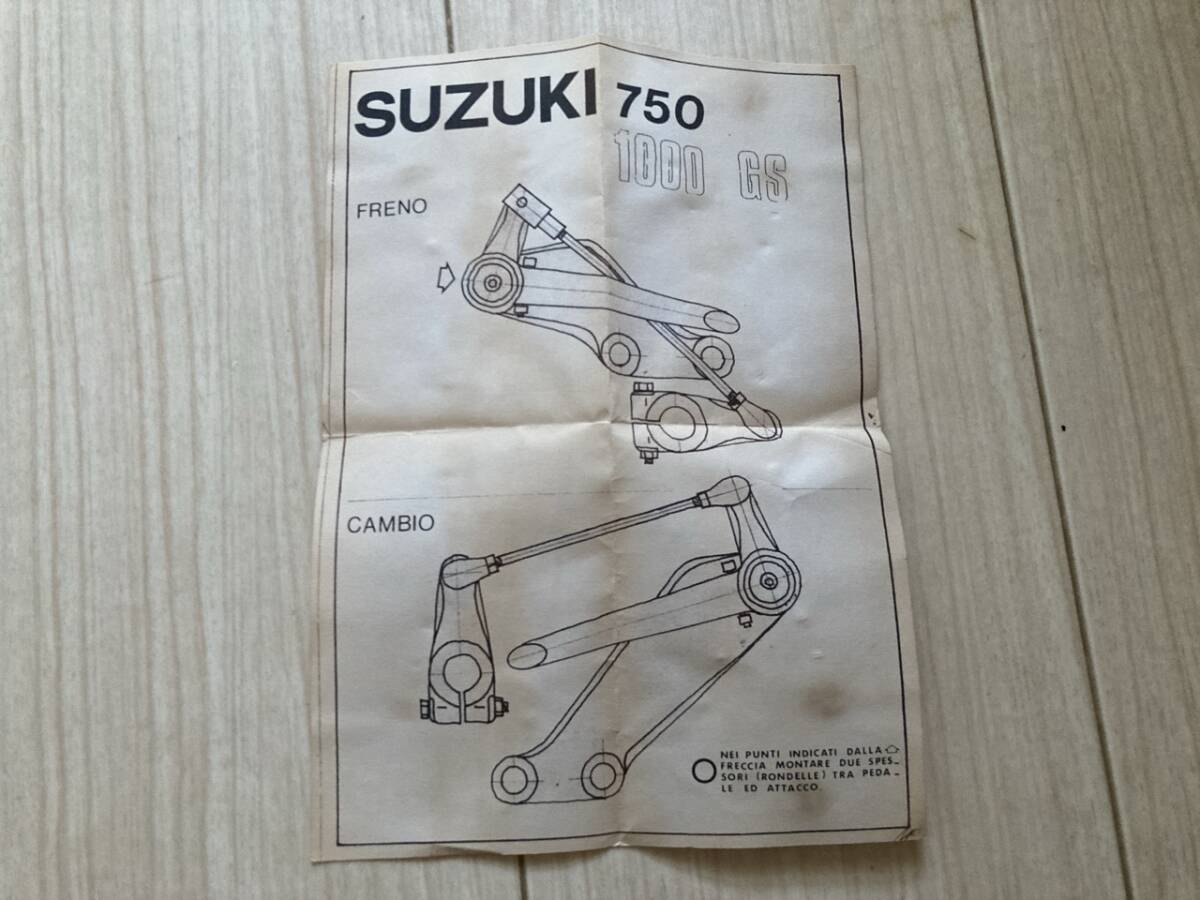 SUZUKI 750
1000 GS
FRENO
CAMBIO
NEI PUNTI INDICATI DALLA
FRECCIA MONTARE DUE SPES_
SORI (RONDELLE) TRA PEDA_
LE ED ATTACCO.